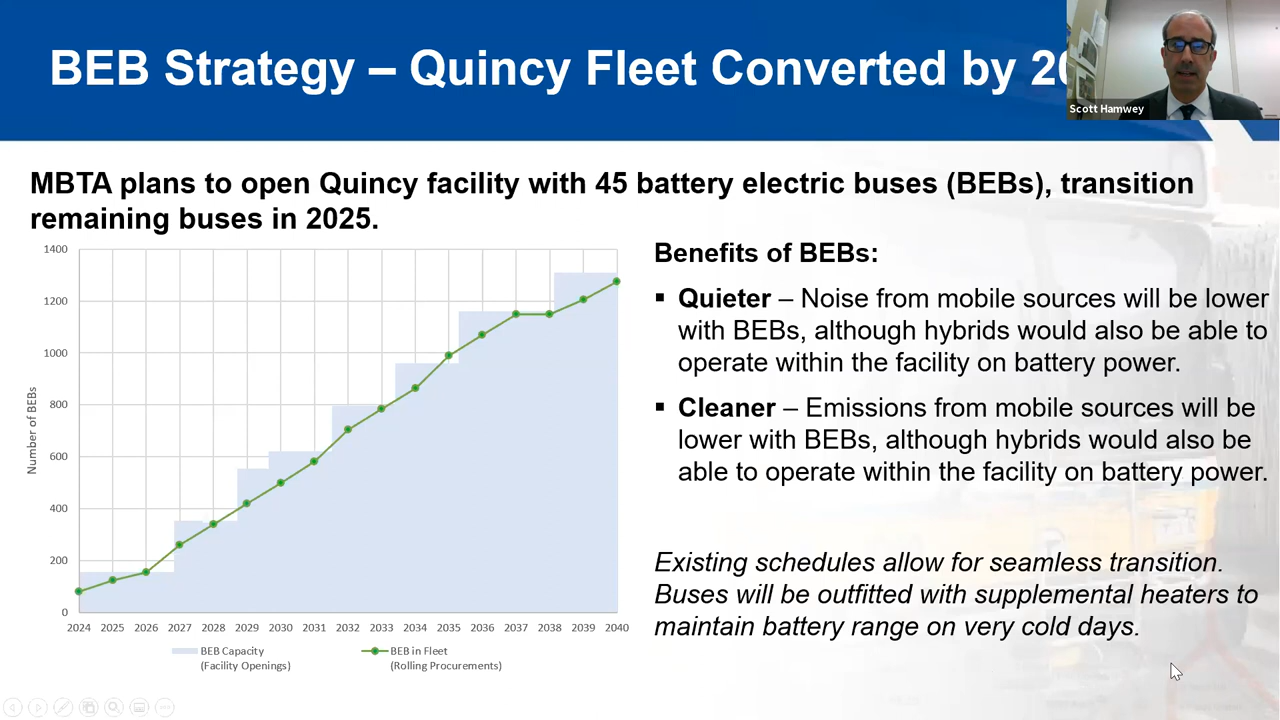 BEB Strategy – Quincy Fleet Converted by 20
Scott Hamwey
MBTA plans to open Quincy facility with 45 battery electric buses (BEBs), transition
remaining buses in 2025.
1400
1200
1000
800
600
400
200
0
Number of BEBs
2024 2025 2026 2027 2028 2029 2030 2031 2032 2033 2034 2035 2036 2037 2038 2039 2040
BEB Capacity
(Facility Openings)
BEB in Fleet
(Rolling Procurements)
Benefits of BEBs:
▪ Quieter – Noise from mobile sources will be lower
with BEBs, although hybrids would also be able to
operate within the facility on battery power.
▪ Cleaner – Emissions from mobile sources will be
lower with BEBs, although hybrids would also be
able to operate within the facility on battery power.
Existing schedules allow for seamless transition.
Buses will be outfitted with supplemental heaters to
maintain battery range on very cold days.